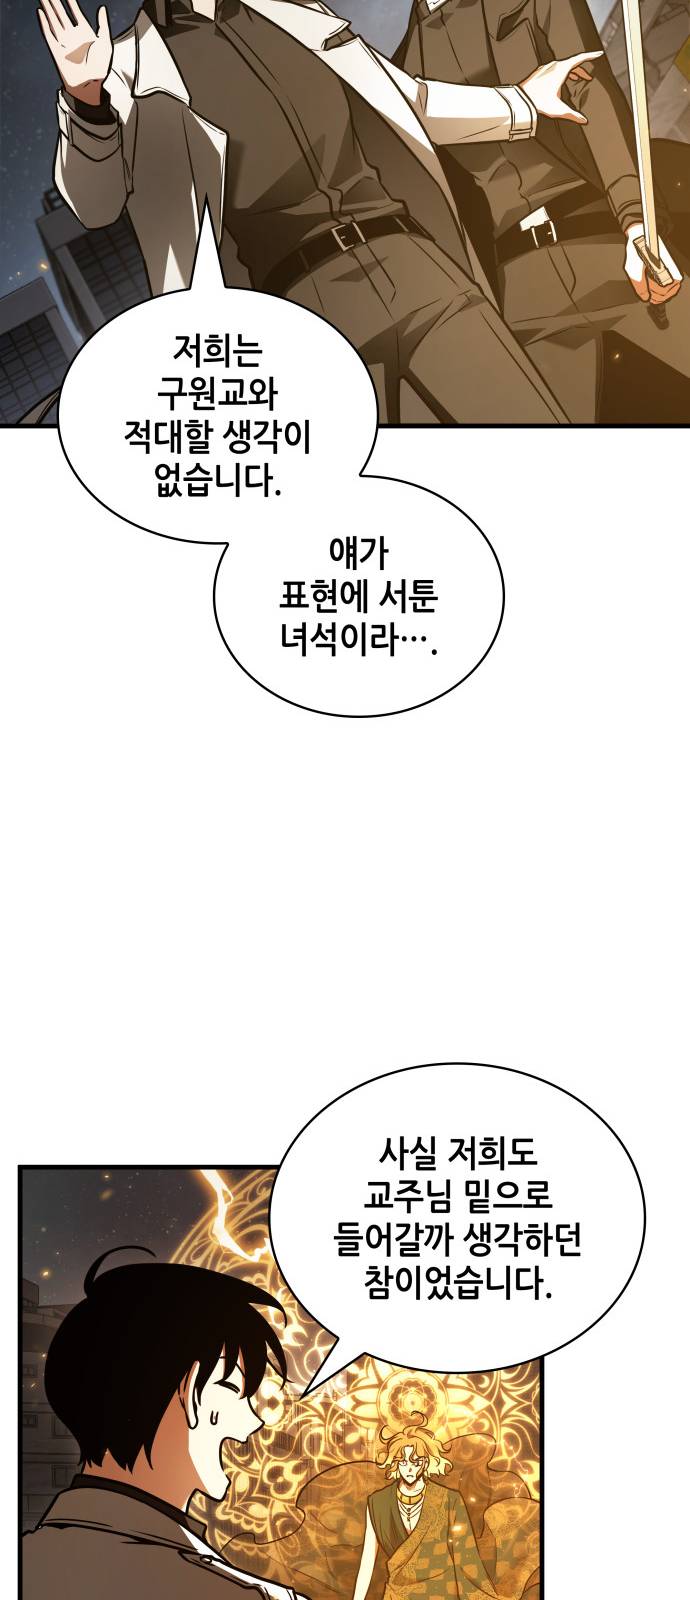 저희는
구원교와
적대할 생각이
없습니다.
얘가
표현에 서툰
녀석이라….
사실 저희도
교주님 밑으로
들어갈까 생각하던
참이었습니다.